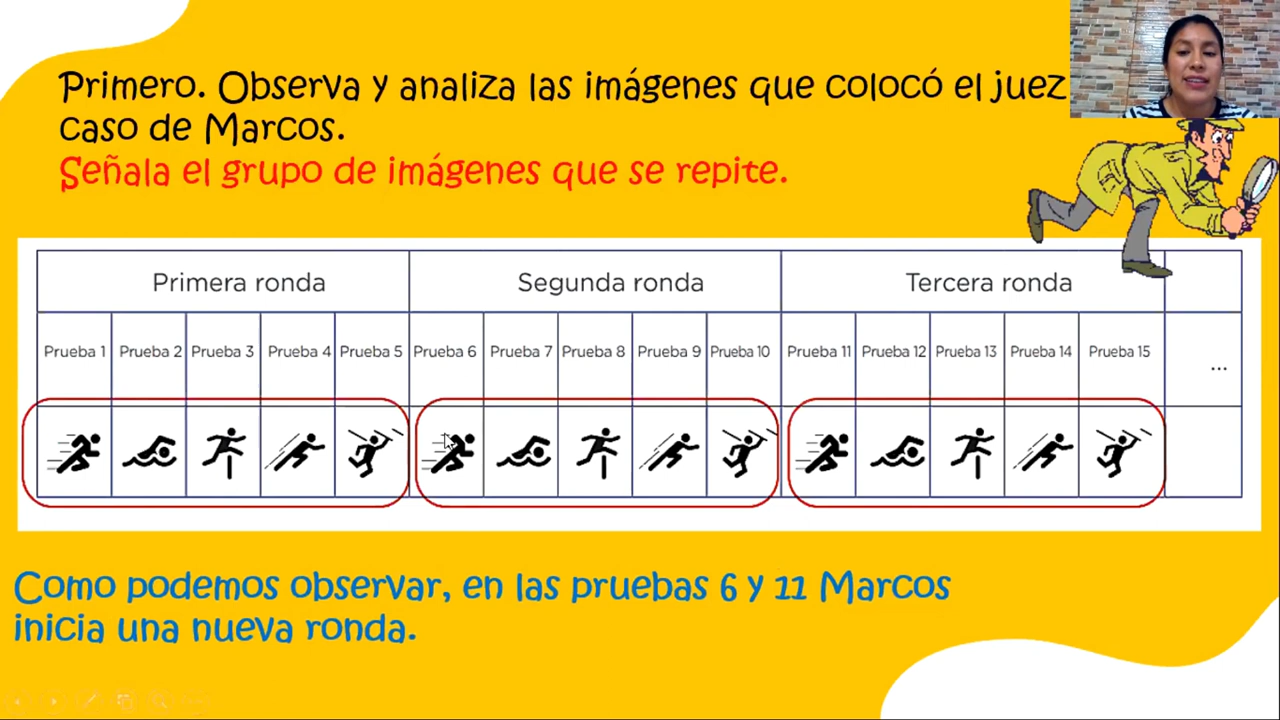 Primero. Observa y analiza las imágenes que colocó el juez
caso de Marcos.
Señala el grupo de imágenes que se repite.
Primera ronda Segunda ronda Tercera ronda
Prueba 1 Prueba 2 Prueba 3 Prueba 4 Prueba 5 Prueba 6 Prueba 7 Prueba 8 Prueba 9 Prueba 10 Prueba 11 Prueba 12 Prueba 13 Prueba 14 Prueba 15 ...
Como podemos observar, en las pruebas 6 y 11 Marcos
inicia una nueva ronda.